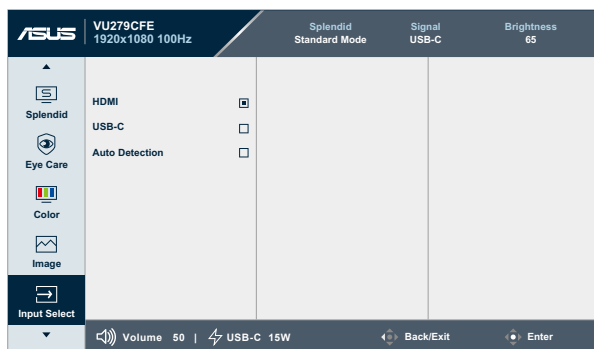 ASUS
VU279CFE
1920x1080 100Hz
Splendid
Standard Mode
Signal
USB-C
Brightness
65
Splendid
Eye Care
Color
Image
Input Select
HDMI
USB-C
Auto Detection
Volume 50 | USB-C 15W
Back/Exit
Enter